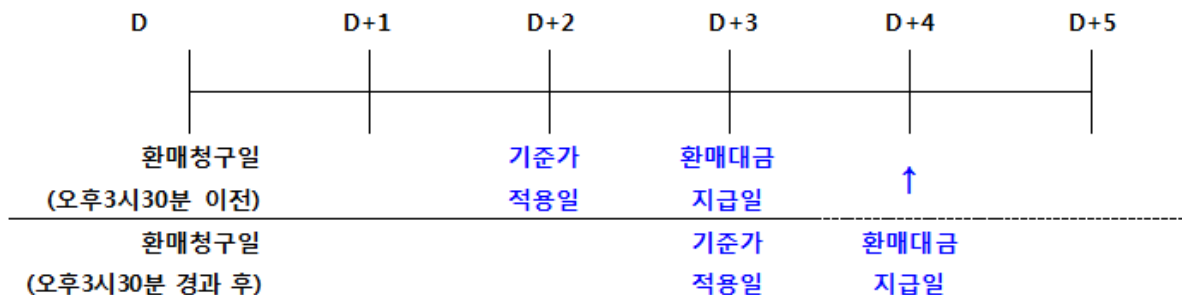 D D+1 D+2 D+3 D+4 D+5
환매청구일 기준가 환매대금
(오후3시30분 이전) 적용일 지급일 ↑
환매청구일 기준가 환매대금
(오후3시30분 경과 후) 적용일 지급일